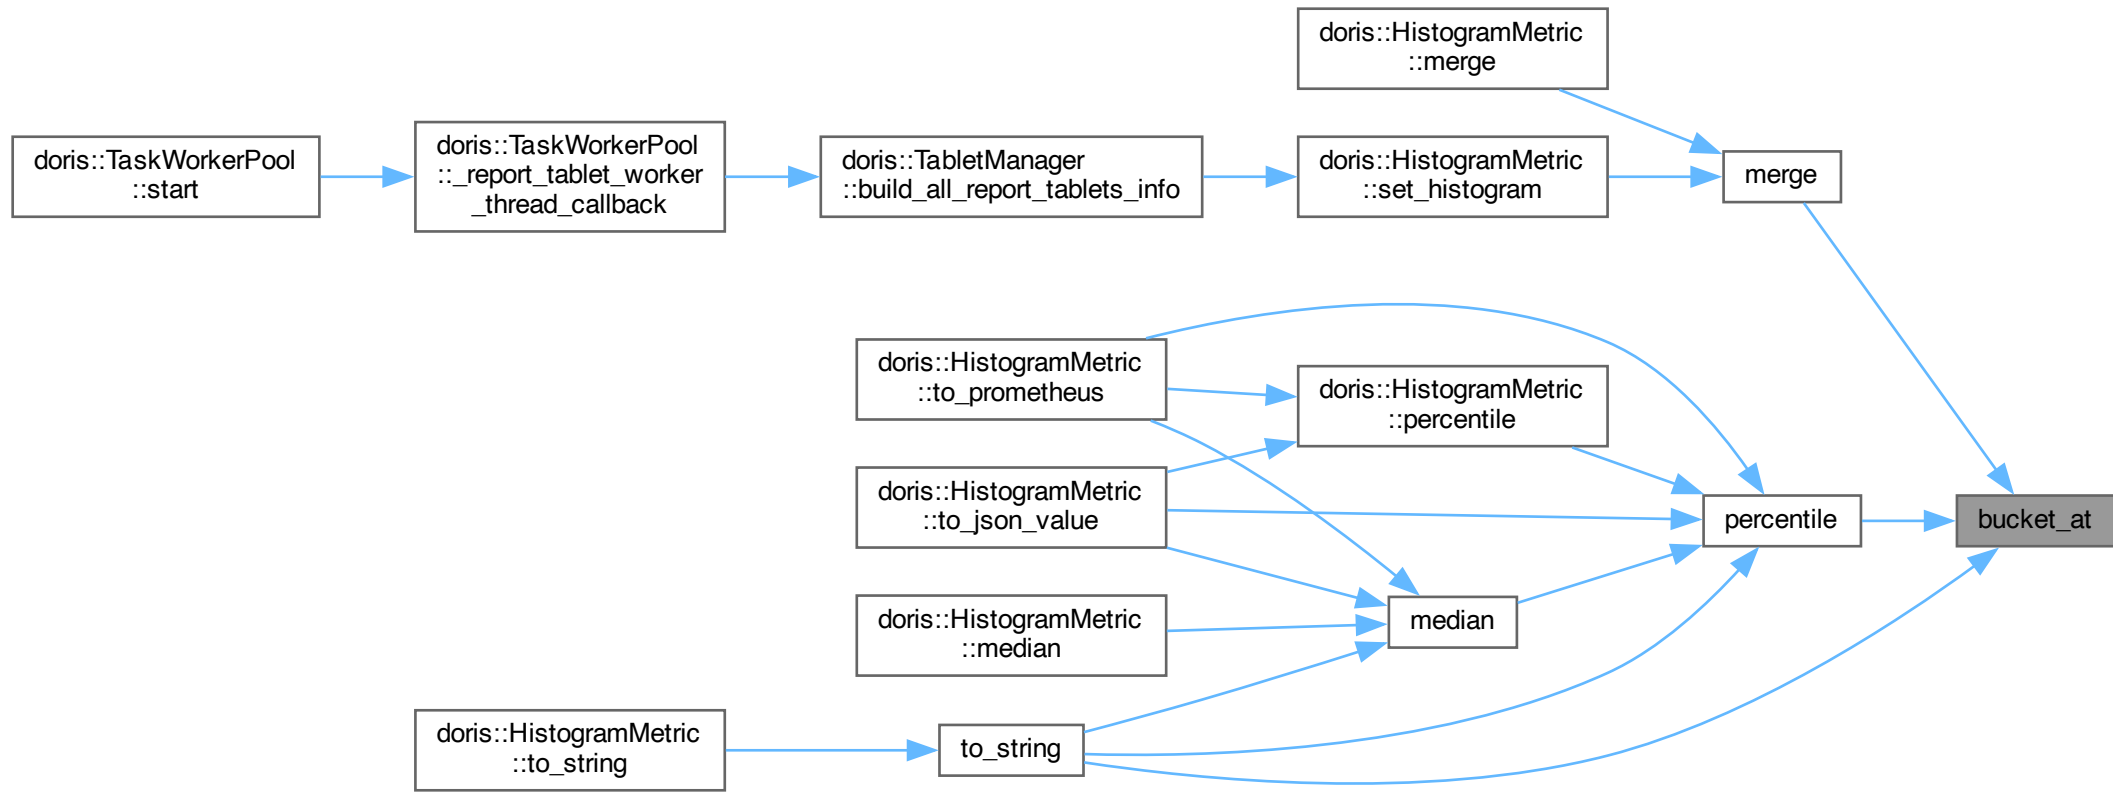 doris::HistogramMetric
::merge
doris::TaskWorkerPool
::start
doris::TaskWorkerPool
::_report_tablet_worker
_thread_callback
doris::TabletManager
::build_all_report_tablets_info
doris::HistogramMetric
::set_histogram
merge
doris::HistogramMetric
::to_prometheus
doris::HistogramMetric
::percentile
doris::HistogramMetric
::to_json_value
percentile
bucket_at
doris::HistogramMetric
::median
median
doris::HistogramMetric
::to_string
to_string